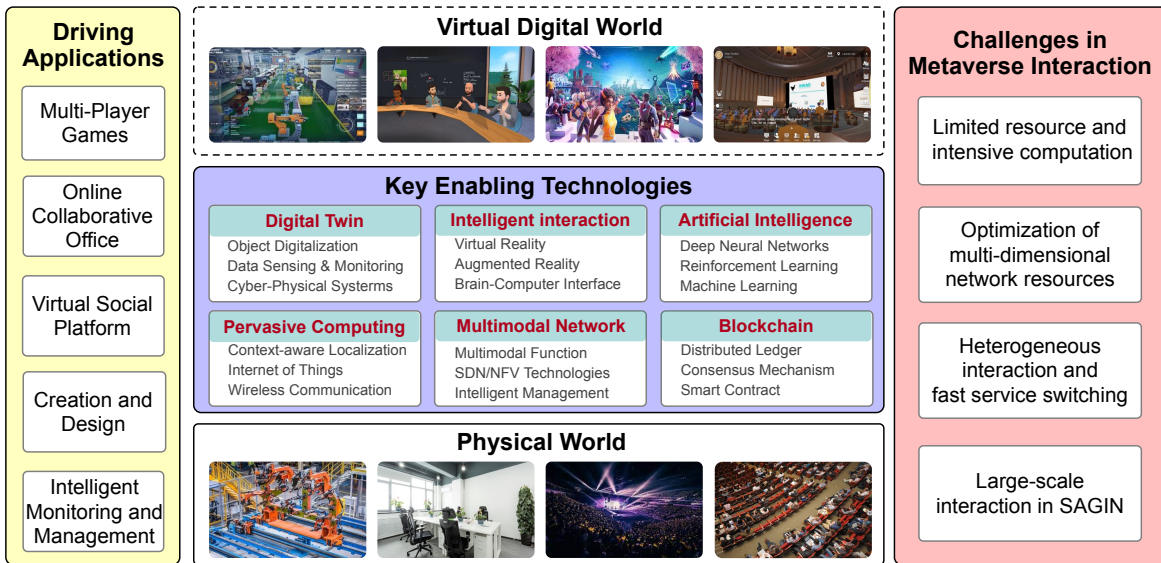 Driving
Applications
Multi-Player
Games
Online
Collaborative
Office
Virtual Social
Platform
Creation and
Design
Intelligent
Monitoring and
Management
Virtual Digital World
Key Enabling Technologies
Digital Twin
Object Digitalization
Data Sensing & Monitoring
Cyber-Physical Systerms
Intelligent interaction
Virtual Reality
Augmented Reality
Brain-Computer Interface
Artificial Intelligence
Deep Neural Networks
Reinforcement Learning
Machine Learning
Pervasive Computing
Context-aware Localization
Internet of Things
Wireless Communication
Multimodal Network
Multimodal Function
SDN/NFV Technologies
Intelligent Management
Blockchain
Distributed Ledger
Consensus Mechanism
Smart Contract
Physical World
Challenges in
Metaverse Interaction
Limited resource and
intensive computation
Optimization of
multi-dimensional
network resources
Heterogeneous
interaction and
fast service switching
Large-scale
interaction in SAGIN